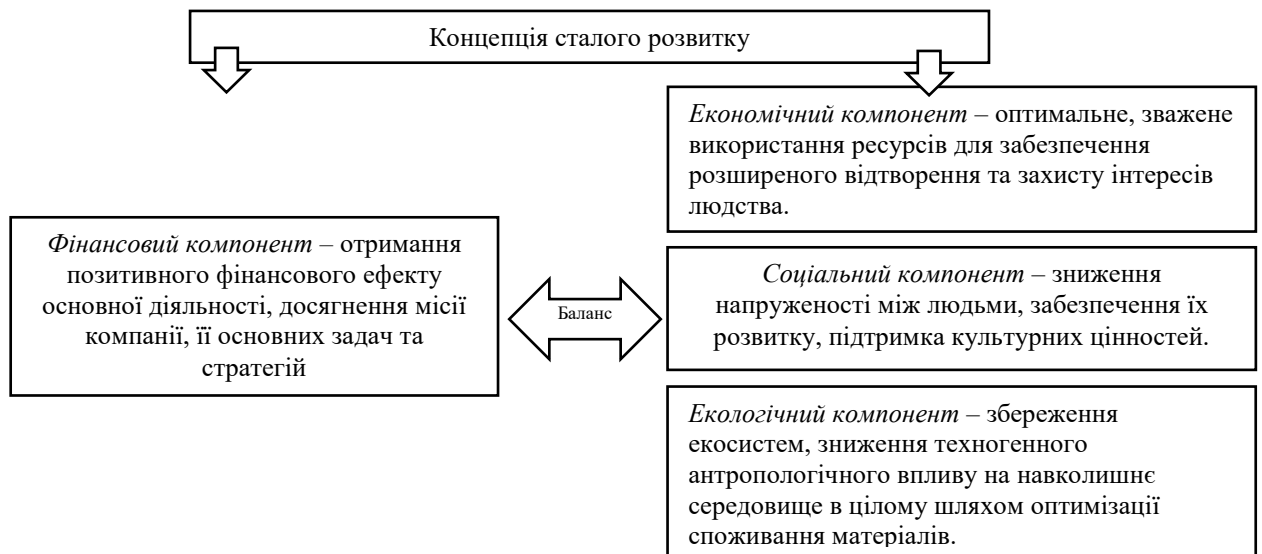 Концепція сталого розвитку
Економічний компонент – оптимальне, зважене
використання ресурсів для забезпечення
розширеного відтворення та захисту інтересів
людства.
Фінансовий компонент – отримання
позитивного фінансового ефекту
основної діяльності, досягнення місії
компанії, її основних задач та
стратегій
Баланс
Соціальний компонент – зниження
напруженості між людьми, забезпечення їх
розвитку, підтримка культурних цінностей.
Екологічний компонент – збереження
екосистем, зниження техногенного
антропологічного впливу на навколишнє
середовище в цілому шляхом оптимізації
споживання матеріалів.